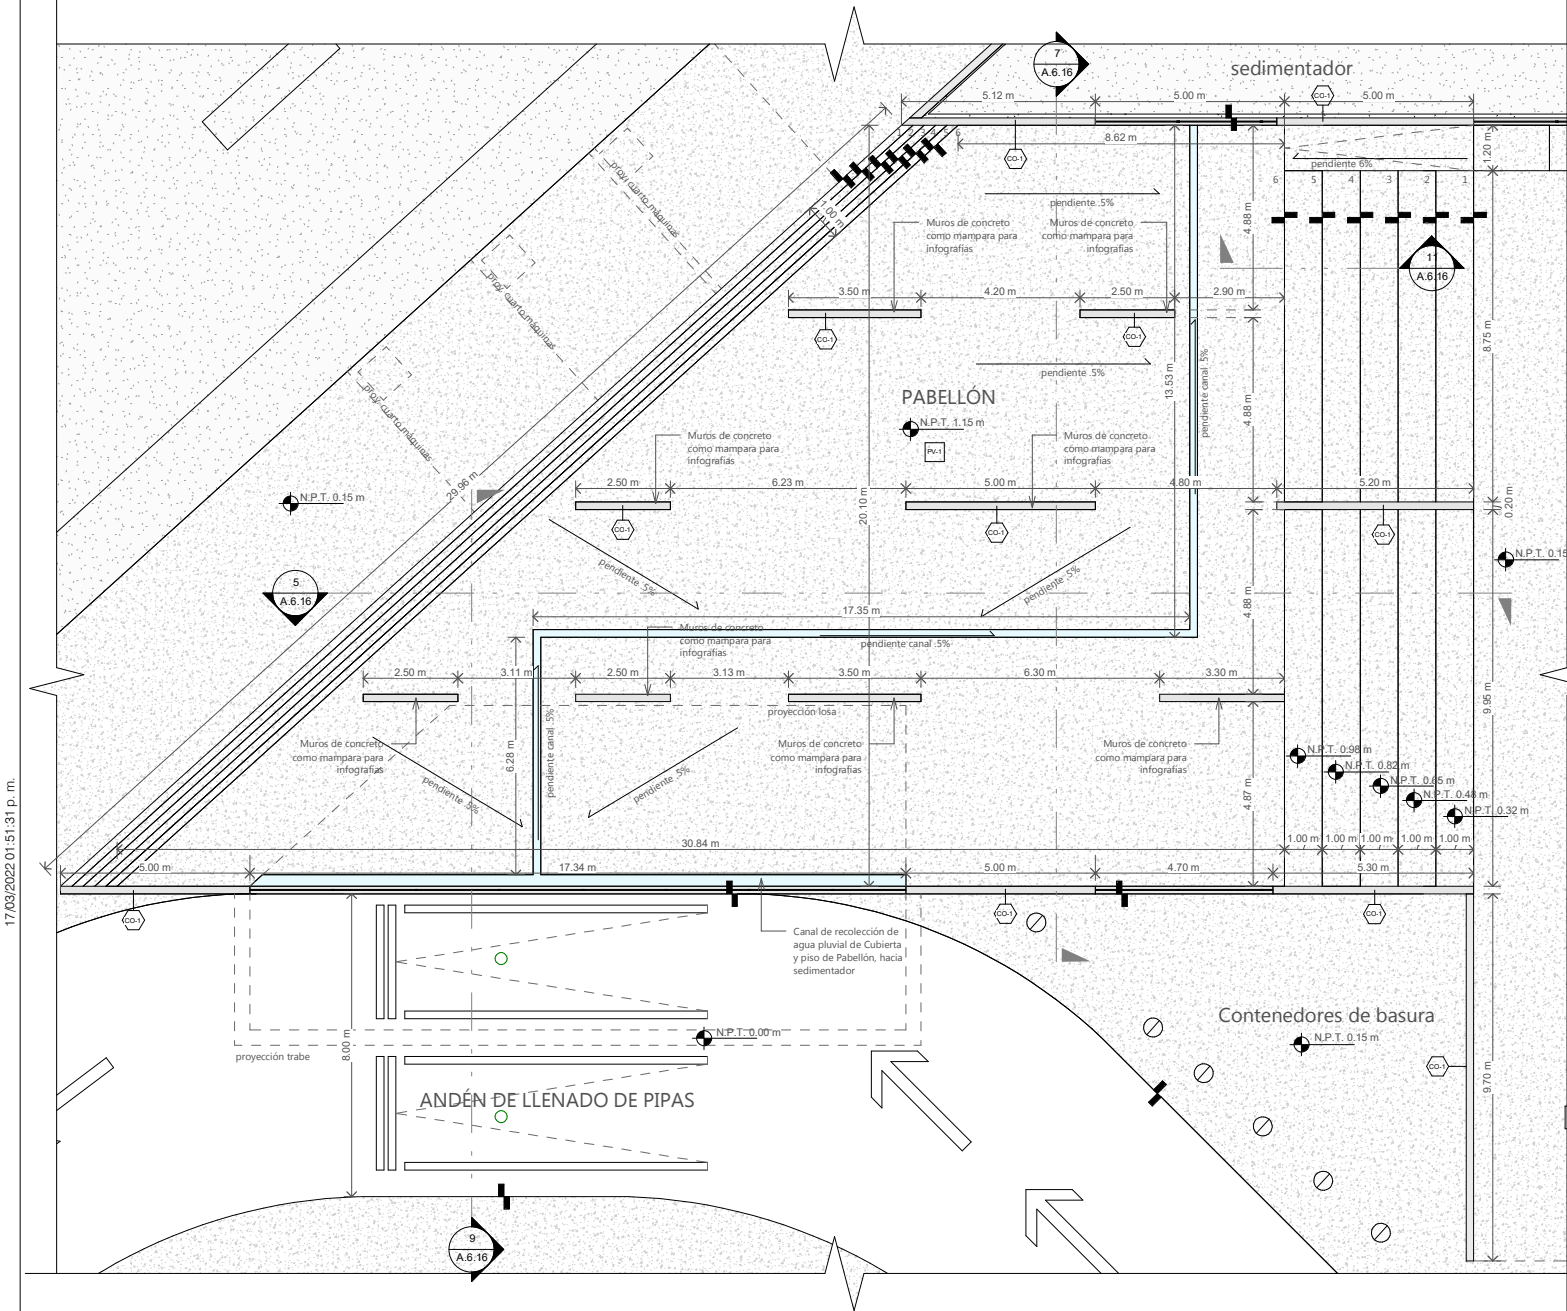 sedimentador
7
A.6.16
CO-1
5.12 m
5.00 m
5.00 m
8.62 m
1 2 3 4 5 6
CO-1
pendiente 6%
1.20 m
6 5 4 3 2 1
proy. cuarto máquinas
proy. cuarto máquinas
proy. cuarto máquinas
1.00 m
pendiente .5%
Muros de concreto
como mampara para
infografías
Muros de concreto
como mampara para
infografías
4.88 m
11
A.6.16
3.50 m
4.20 m
2.50 m
2.90 m
CO-1
CO-1
pendiente .5%
13.53 m
pendiente canal .5%
4.88 m
8.75 m
PABELLÓN
N.P.T. 1.15 m
PV-1
Muros de concreto
como mampara para
infografías
Muros de concreto
como mampara para
infografías
29.96 m
N.P.T. 0.15 m
2.50 m
6.23 m
5.00 m
4.80 m
5.20 m
20.10 m
0.20 m
CO-1
CO-1
CO-1
N.P.T. 0.15
pendiente .5%
pendiente .5%
5
A.6.16
17.35 m
4.88 m
Muros de concreto
como mampara para
infografías
pendiente canal .5%
2.50 m
3.11 m
2.50 m
3.13 m
3.50 m
6.30 m
3.30 m
9.95 m
proyección losa
pendiente canal .5%
6.28 m
Muros de concreto
como mampara para
infografías
Muros de concreto
como mampara para
infografías
Muros de concreto
como mampara para
infografías
pendiente .5%
pendiente .5%
N.P.T. 0.98 m
N.P.T. 0.82 m
N.P.T. 0.65 m
N.P.T. 0.48 m
N.P.T. 0.32 m
4.87 m
30.84 m
1.00 m
1.00 m
1.00 m
1.00 m
1.00 m
5.00 m
17.34 m
5.00 m
4.70 m
5.30 m
CO-1
CO-1
CO-1
Canal de recolección de
agua pluvial de Cubierta
y piso de Pabellón, hacia
sedimentador
8.00 m
N.P.T. 0.00 m
proyección trabe
ANDÉN DE LLENADO DE PIPAS
Contenedores de basura
N.P.T. 0.15 m
CO-1
9.70 m
9
A.6.16
17/03/2022 01:51:31 p. m.